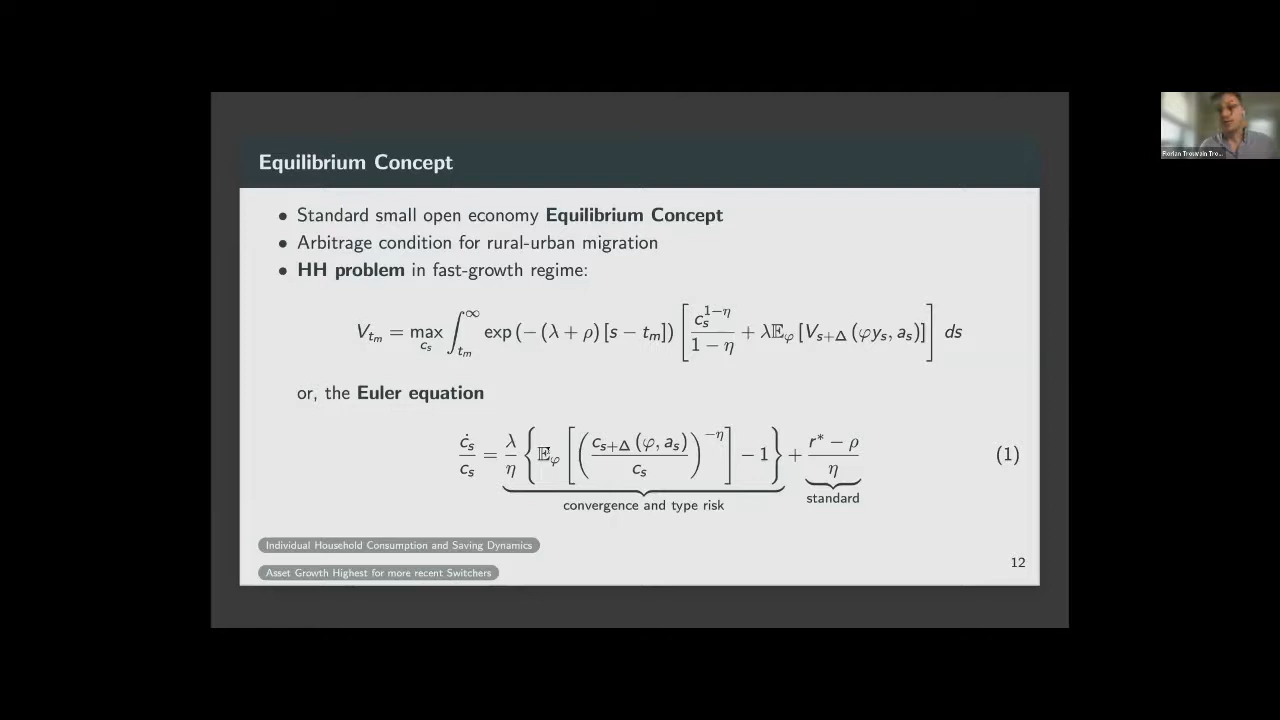 Equilibrium Concept
• Standard small open economy Equilibrium Concept
• Arbitrage condition for rural-urban migration
• HH problem in fast-growth regime:
V_{t_m} = max_{c_s} ∫_{t_m}^{∞} exp (− (λ + ρ) [s − t_m]) [ c_s^{1−η} / (1 − η) + λ𝔼_φ [V_{s+Δ} (φy_s, a_s)] ] ds
or, the Euler equation
ċ_s / c_s = λ/η { 𝔼_φ [ ( c_{s+Δ} (φ, a_s) / c_s )^{−η} ] − 1 } + (r* − ρ) / η (1)
convergence and type risk standard
Individual Household Consumption and Saving Dynamics
Asset Growth Highest for more recent Switchers
12
Florian Trouvain Tro...